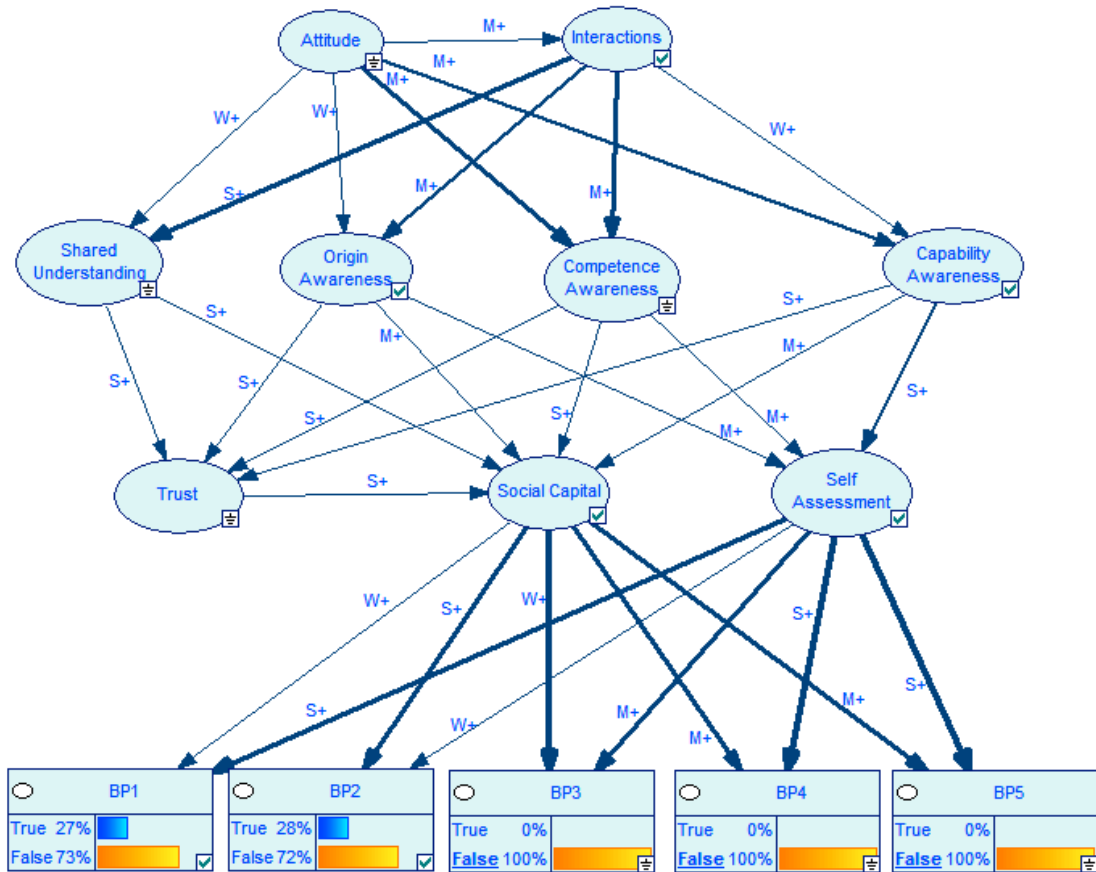 Attitude
M+
Interactions
M+
M+
W+
W+
W+
S+
M+
M+
Shared
Understanding
Origin
Awareness
Competence
Awareness
Capability
Awareness
S+
M+
S+
M+
S+
S+
S+
S+
M+
S+
M+
Trust
S+
Social Capital
Self
Assessment
W+
S+
W+
S+
S+
S+
M+
W+
M+
M+
BP1
True 27%
False 73%
BP2
True 28%
False 72%
BP3
True 0%
False 100%
BP4
True 0%
False 100%
BP5
True 0%
False 100%